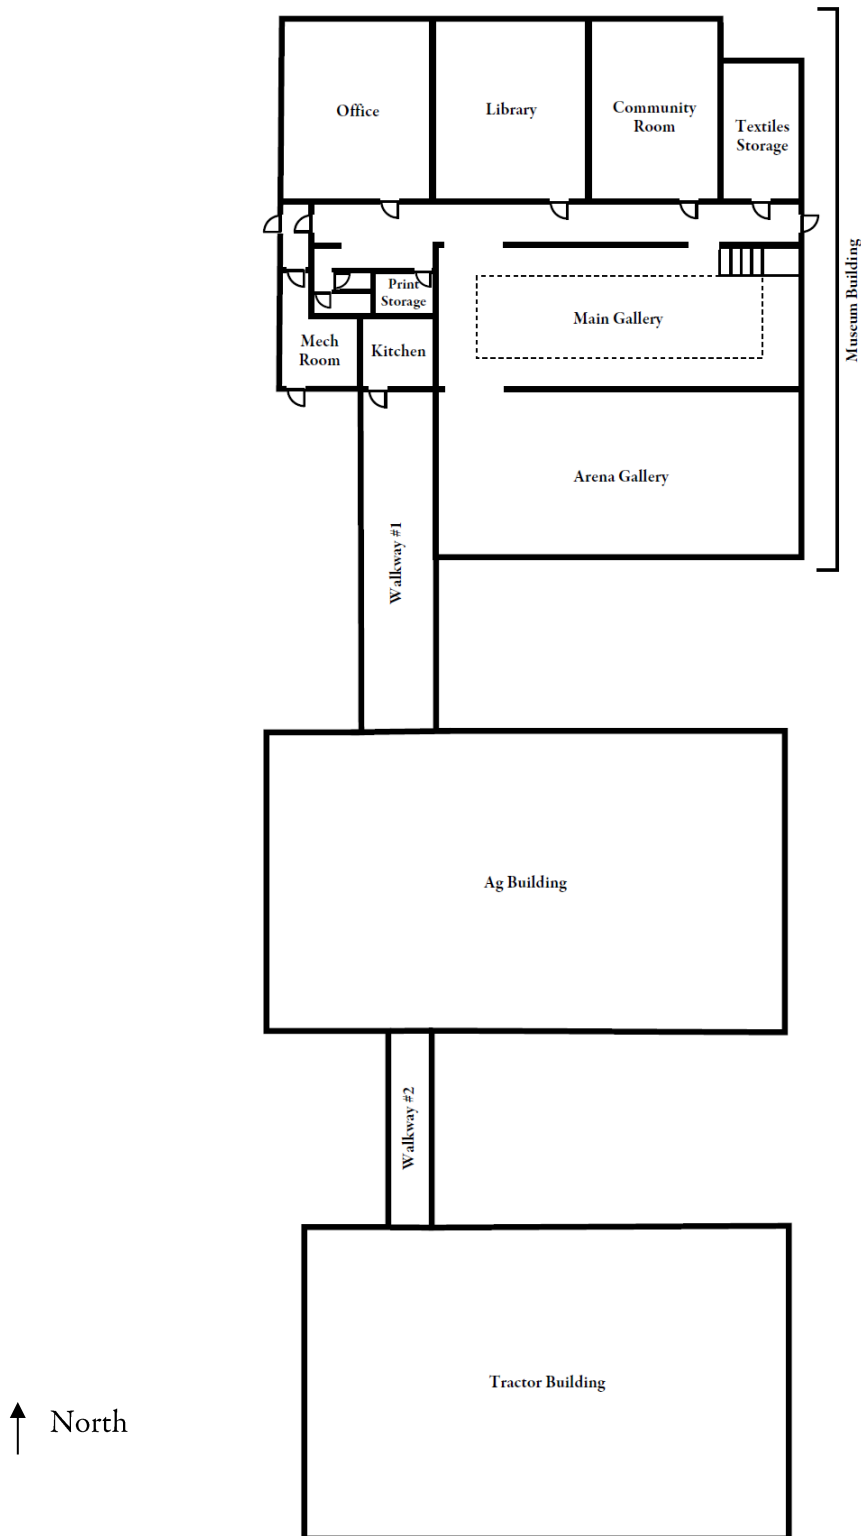 Office
Library
Community
Room
Textiles
Storage
Print
Storage
Main Gallery
Museum Building
Mech
Room
Kitchen
Arena Gallery
Walkway #1
Ag Building
Walkway #2
Tractor Building
North